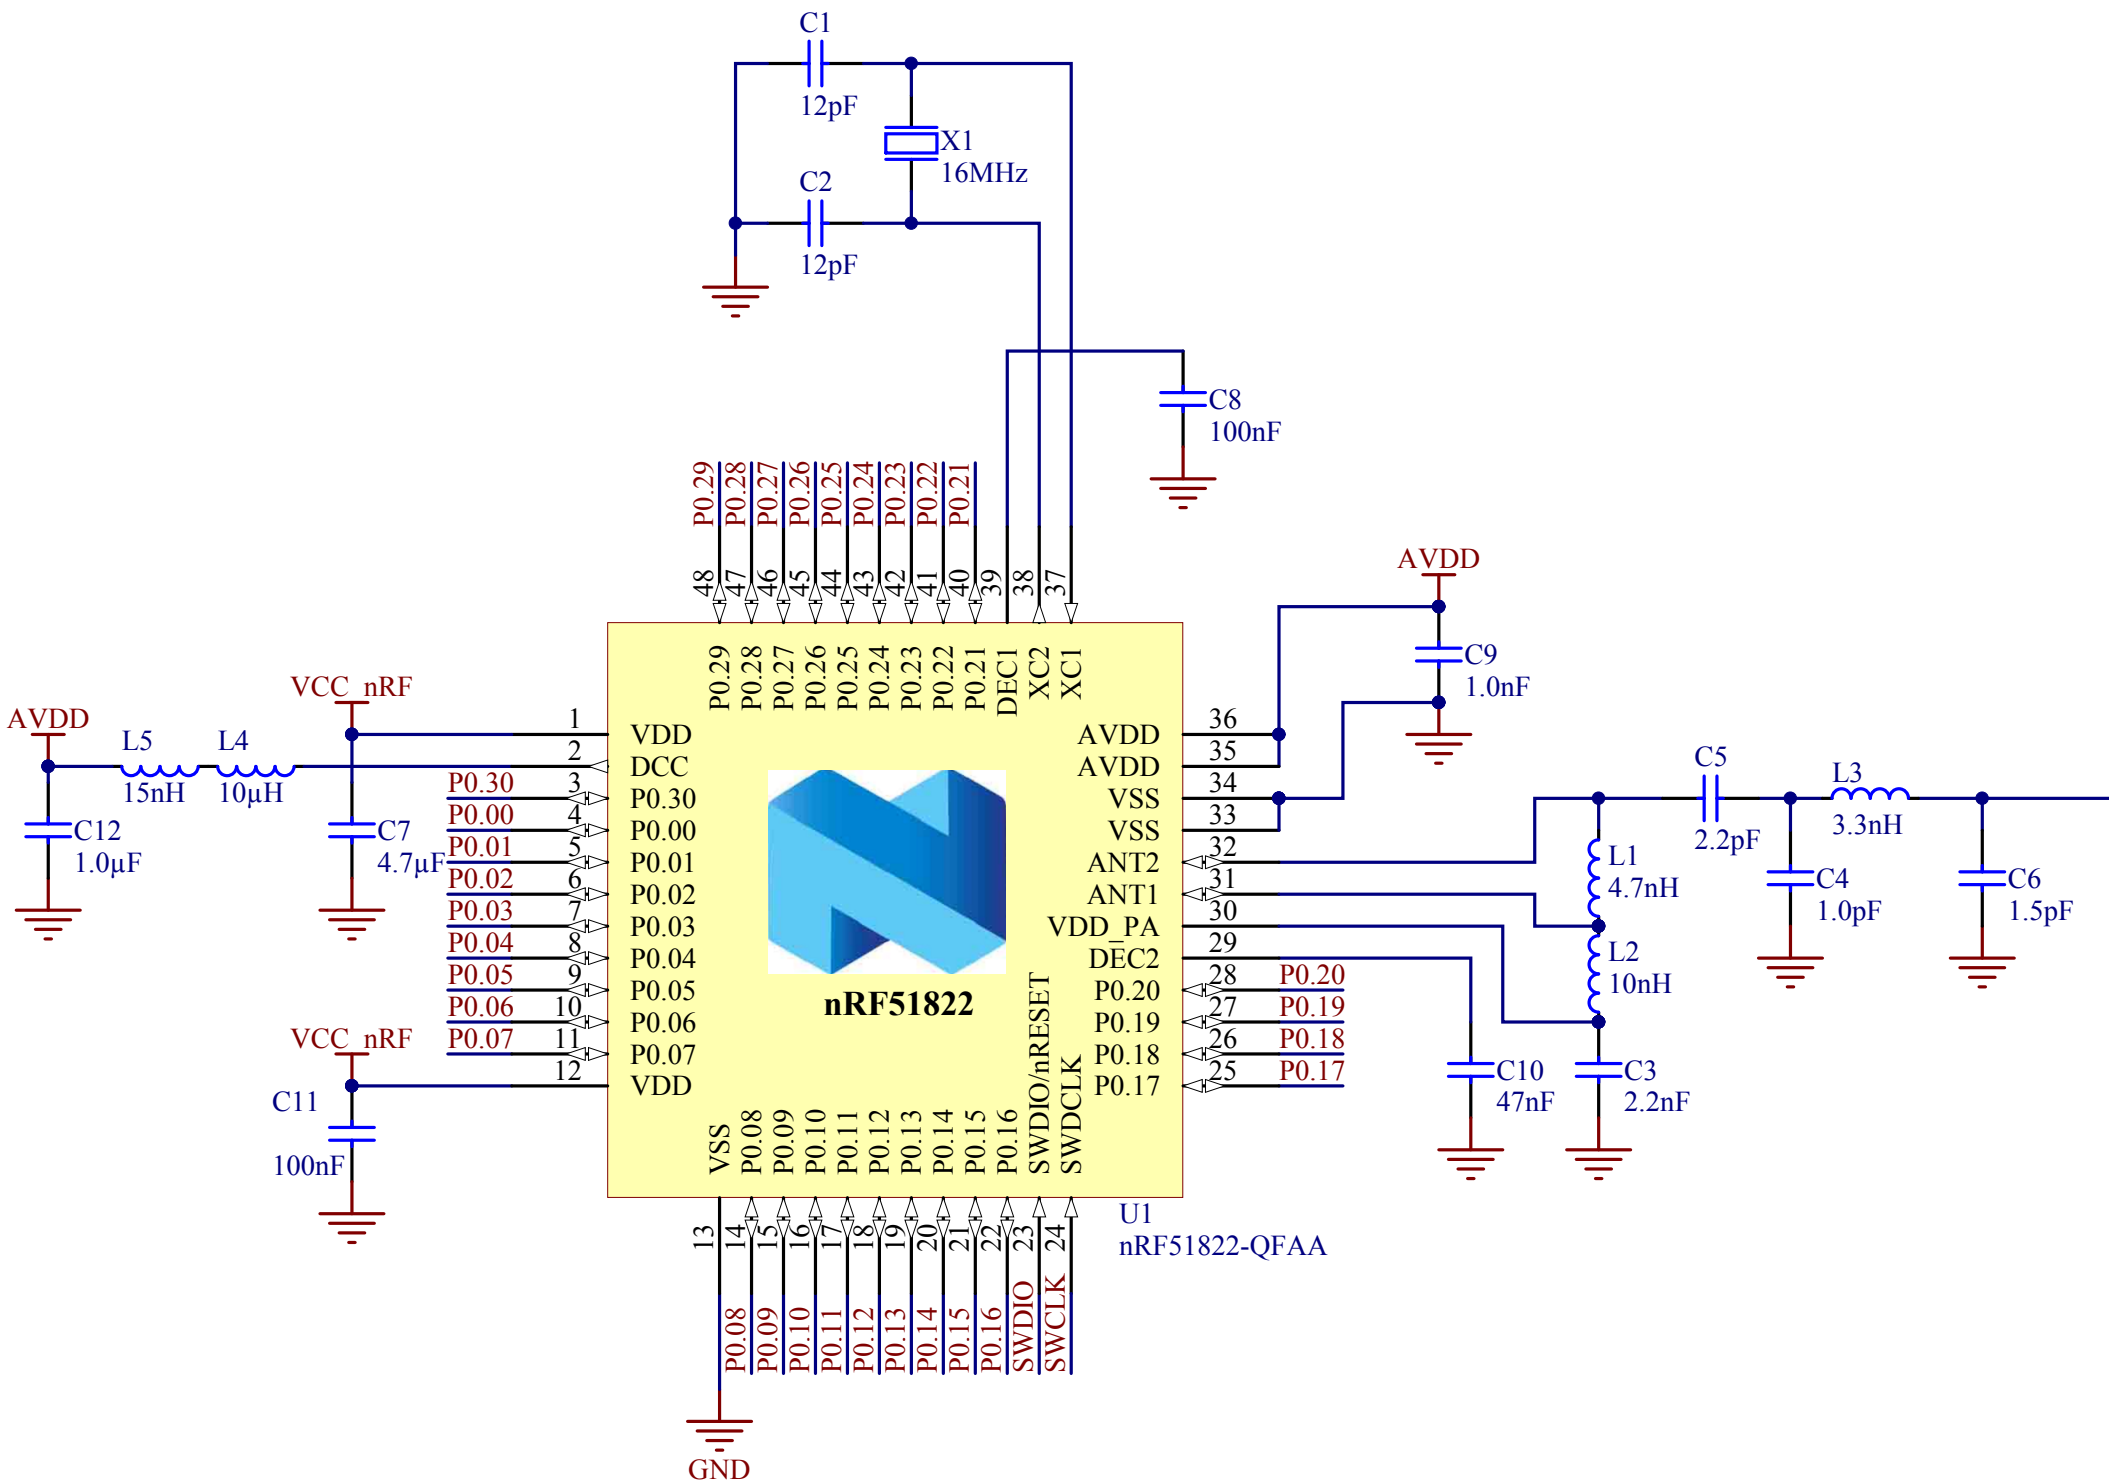 C1
12pF
X1
16MHz
C2
12pF
C8
100nF
P0.29
P0.28
P0.27
P0.26
P0.25
P0.24
P0.23
P0.22
P0.21
48
47
46
45
44
43
42
41
40
39
38
37
P0.29
P0.28
P0.27
P0.26
P0.25
P0.24
P0.23
P0.22
P0.21
DEC1
XC2
XC1
AVDD
C9
1.0nF
VCC_nRF
AVDD
L5
15nH
L4
10µH
C12
1.0µF
C7
4.7µF
1 VDD
2 DCC
P0.30 3 P0.30
P0.00 4 P0.00
P0.01 5 P0.01
P0.02 6 P0.02
P0.03 7 P0.03
P0.04 8 P0.04
P0.05 9 P0.05
P0.06 10 P0.06
P0.07 11 P0.07
12 VDD
VCC_nRF
C11
100nF
nRF51822
AVDD 36
AVDD 35
VSS 34
VSS 33
ANT2 32
ANT1 31
VDD_PA 30
DEC2 29
P0.20 28 P0.20
P0.19 27 P0.19
P0.18 26 P0.18
P0.17 25 P0.17
C5
2.2pF
L3
3.3nH
L1
4.7nH
C4
1.0pF
C6
1.5pF
L2
10nH
C10
47nF
C3
2.2nF
VSS
P0.08
P0.09
P0.10
P0.11
P0.12
P0.13
P0.14
P0.15
P0.16
SWDIO/nRESET
SWDCLK
13
14
15
16
17
18
19
20
21
22
23
24
P0.08
P0.09
P0.10
P0.11
P0.12
P0.13
P0.14
P0.15
P0.16
SWDIO
SWCLK
U1
nRF51822-QFAA
GND